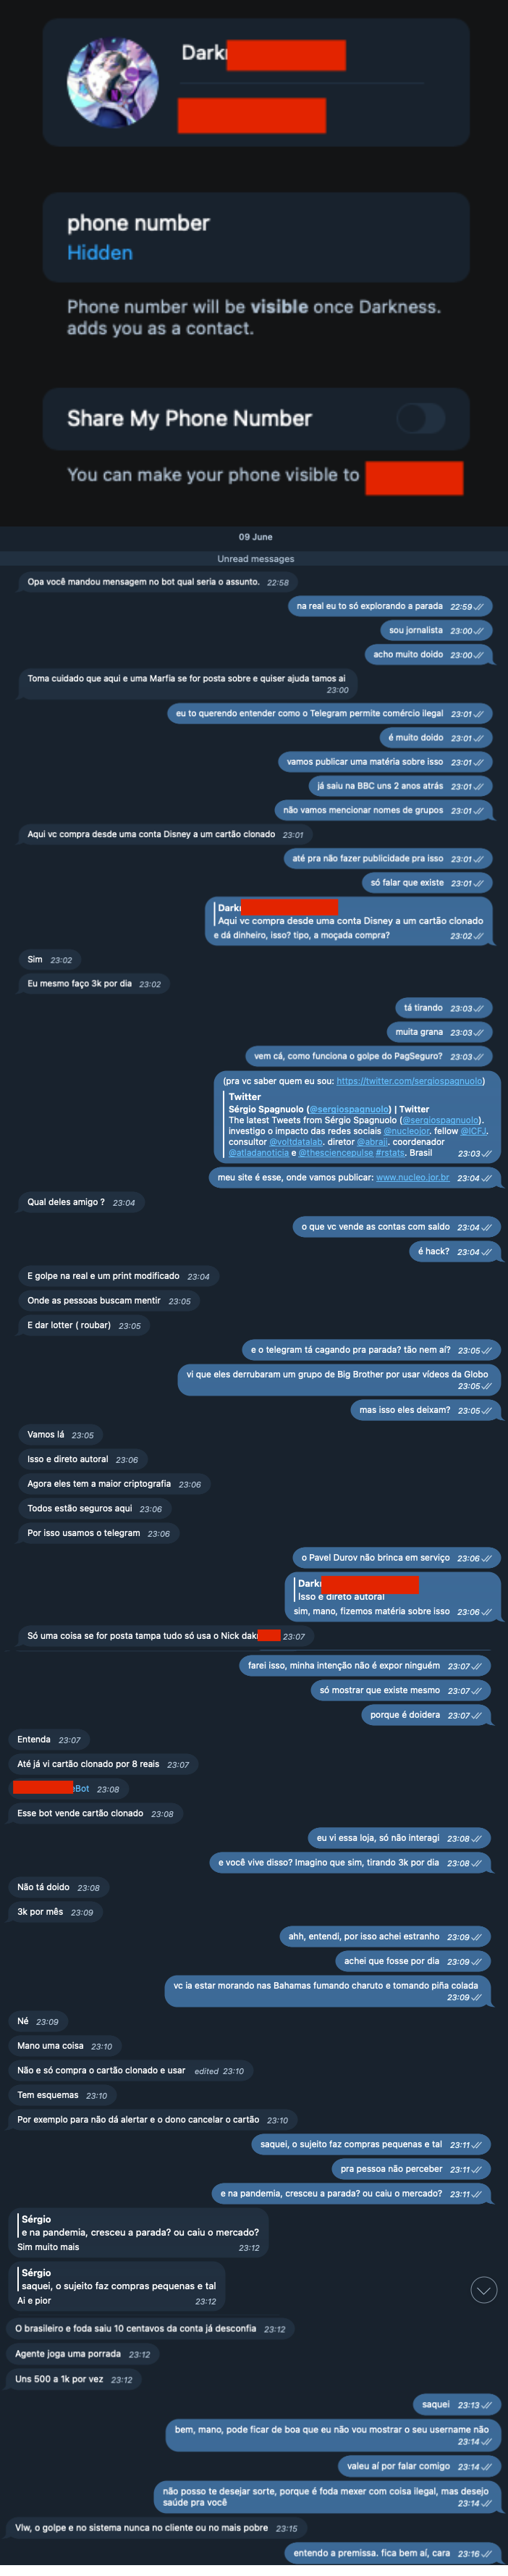 Dark
phone number
Hidden
Phone number will be visible once Darkness.
adds you as a contact.
Share My Phone Number
You can make your phone visible to
09 June
Unread messages
Opa você mandou mensagem no bot qual seria o assunto. 22:58
na real eu to só explorando a parada 22:59
sou jornalista 23:00
acho muito doido 23:00
Toma cuidado que aqui e uma Marfia se for posta sobre e quiser ajuda tamos ai
23:00
eu to querendo entender como o Telegram permite comércio ilegal 23:01
é muito doido 23:01
vamos publicar uma matéria sobre isso 23:01
já saiu na BBC uns 2 anos atrás 23:01
não vamos mencionar nomes de grupos 23:01
Aqui vc compra desde uma conta Disney a um cartão clonado 23:01
até pra não fazer publicidade pra isso 23:01
só falar que existe 23:01
Dark
Aqui vc compra desde uma conta Disney a um cartão clonado
e dá dinheiro, isso? tipo, a moçada compra? 23:02
Sim 23:02
Eu mesmo faço 3k por dia 23:02
tá tirando 23:03
muita grana 23:03
vem cá, como funciona o golpe do PagSeguro? 23:03
(pra vc saber quem eu sou: https://twitter.com/sergiospagnuolo)
Twitter
Sérgio Spagnuolo (@sergiospagnuolo) | Twitter
The latest Tweets from Sérgio Spagnuolo (@sergiospagnuolo).
investigo o impacto das redes sociais @nucleojor. fellow @ICFJ.
consultor @voltdatalab. diretor @abraji. coordenador
@atladanoticia e @thesciencepulse #rstats. Brasil 23:03
meu site é esse, onde vamos publicar: www.nucleo.jor.br 23:04
Qual deles amigo ? 23:04
o que vc vende as contas com saldo 23:04
é hack? 23:04
E golpe na real e um print modificado 23:04
Onde as pessoas buscam mentir 23:05
E dar lotter ( roubar) 23:05
e o telegram tá cagando pra parada? tão nem aí? 23:05
vi que eles derrubaram um grupo de Big Brother por usar vídeos da Globo
23:05
mas isso eles deixam? 23:05
Vamos lá 23:05
Isso e direto autoral 23:06
Agora eles tem a maior criptografia 23:06
Todos estão seguros aqui 23:06
Por isso usamos o telegram 23:06
o Pavel Durov não brinca em serviço 23:06
Dark
Isso e direto autoral
sim, mano, fizemos matéria sobre isso 23:06
Só uma coisa se for posta tampa tudo só usa o Nick dak 23:07
farei isso, minha intenção não é expor ninguém 23:07
só mostrar que existe mesmo 23:07
porque é doidera 23:07
Entenda 23:07
Até já vi cartão clonado por 8 reais 23:07
Bot 23:08
Esse bot vende cartão clonado 23:08
eu vi essa loja, só não interagi 23:08
e você vive disso? Imagino que sim, tirando 3k por dia 23:08
Não tá doido 23:08
3k por mês 23:09
ahh, entendi, por isso achei estranho 23:09
achei que fosse por dia 23:09
vc ia estar morando nas Bahamas fumando charuto e tomando piña colada
23:09
Né 23:09
Mano uma coisa 23:10
Não e só compra o cartão clonado e usar edited 23:10
Tem esquemas 23:10
Por exemplo para não dá alertar e o dono cancelar o cartão 23:10
saquei, o sujeito faz compras pequenas e tal 23:11
pra pessoa não perceber 23:11
e na pandemia, cresceu a parada? ou caiu o mercado? 23:11
Sérgio
e na pandemia, cresceu a parada? ou caiu o mercado?
Sim muito mais 23:12
Sérgio
saquei, o sujeito faz compras pequenas e tal
Ai e pior 23:12
O brasileiro e foda saiu 10 centavos da conta já desconfia 23:12
Agente joga uma porrada 23:12
Uns 500 a 1k por vez 23:12
saquei 23:13
bem, mano, pode ficar de boa que eu não vou mostrar o seu username não
23:14
valeu aí por falar comigo 23:14
não posso te desejar sorte, porque é foda mexer com coisa ilegal, mas desejo
saúde pra você 23:14
Vlw, o golpe e no sistema nunca no cliente ou no mais pobre 23:15
entendo a premissa. fica bem aí, cara 23:16